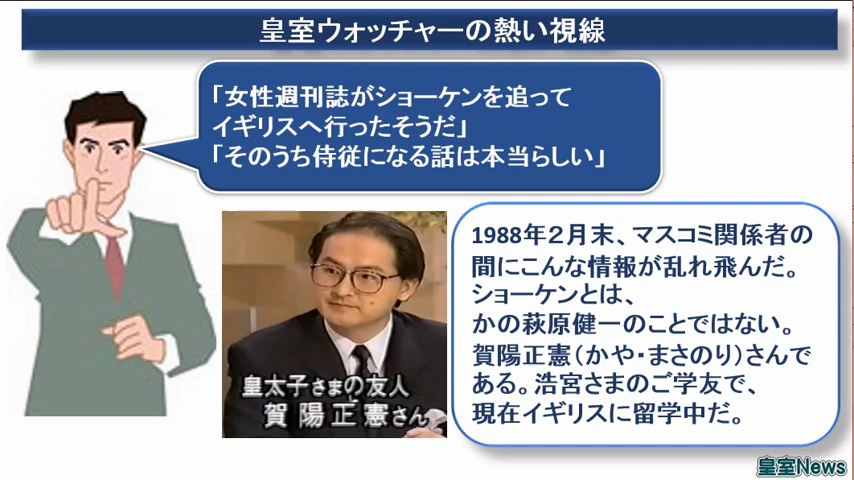 皇室ウォッチャーの熱い視線
「女性週刊誌がショーケンを追って
イギリスへ行ったそうだ」
「そのうち侍従になる話は本当らしい」
皇太子さまの友人
賀陽正憲さん
1988年２月末、マスコミ関係者の
間にこんな情報が乱れ飛んだ。
ショーケンとは、
かの萩原健一のことではない。
賀陽正憲（かや・まさのり）さんで
ある。浩宮さまのご学友で、
現在イギリスに留学中だ。
皇室News